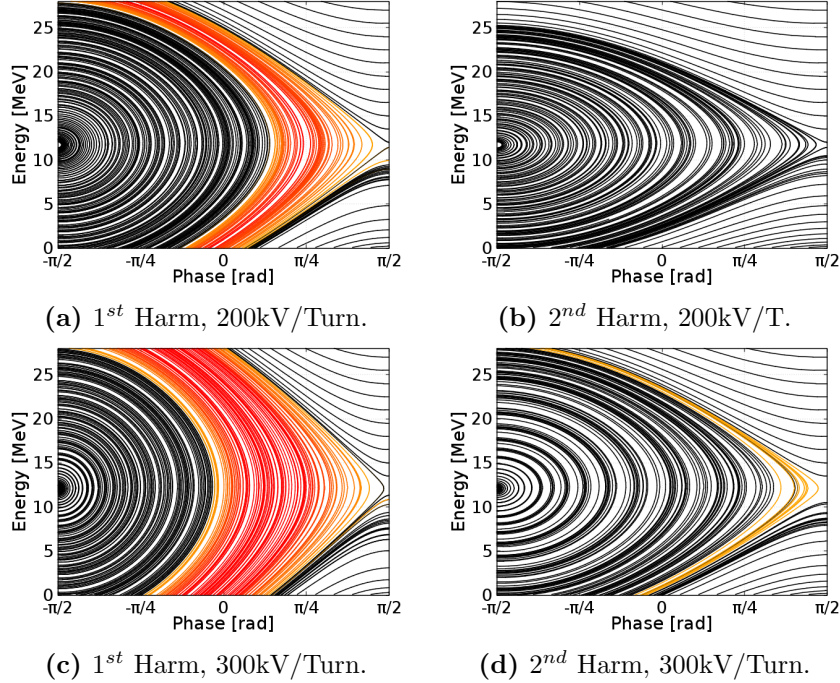 25
20
15
10
5
0
Energy [MeV]
-π/2 -π/4 0 π/4 π/2
Phase [rad]
(a) 1st Harm, 200kV/Turn.
25
20
15
10
5
0
Energy [MeV]
-π/2 -π/4 0 π/4 π/2
Phase [rad]
(b) 2nd Harm, 200kV/T.
25
20
15
10
5
0
Energy [MeV]
-π/2 -π/4 0 π/4 π/2
Phase [rad]
(c) 1st Harm, 300kV/Turn.
25
20
15
10
5
0
Energy [MeV]
-π/2 -π/4 0 π/4 π/2
Phase [rad]
(d) 2nd Harm, 300kV/Turn.